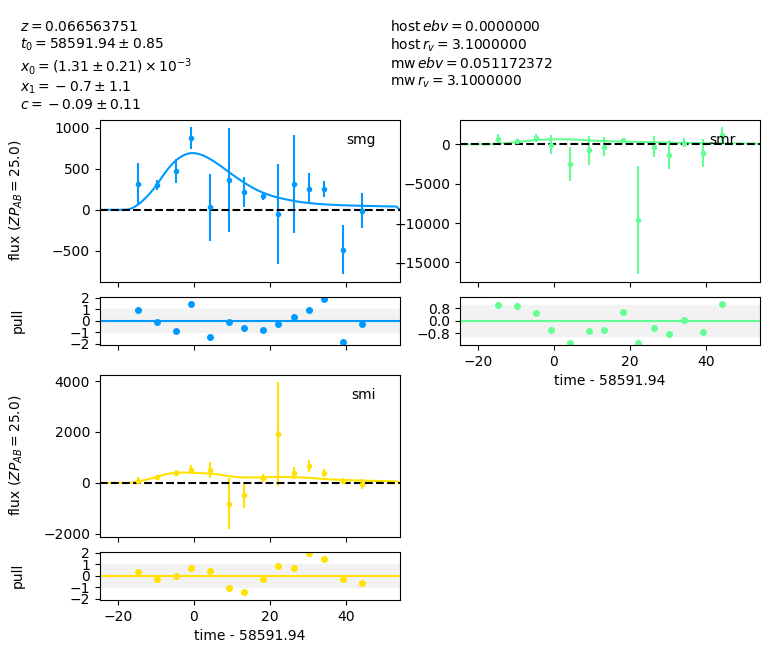 z = 0.066563751
t₀ = 58591.94 ± 0.85
x₀ = (1.31 ± 0.21) × 10⁻³
x₁ = −0.7 ± 1.1
c = −0.09 ± 0.11
host ebv = 0.0000000
host r_v = 3.1000000
mw ebv = 0.051172372
mw r_v = 3.1000000
flux (ZP_AB = 25.0)
1000
500
0
−500
smg
0
−5000
−10000
−15000
smr
pull
2
1
0
−1
−2
0.8
0.0
−0.8
−20 0 20 40
time - 58591.94
flux (ZP_AB = 25.0)
4000
2000
0
−2000
smi
pull
2
1
0
−1
−2
−20 0 20 40
time - 58591.94